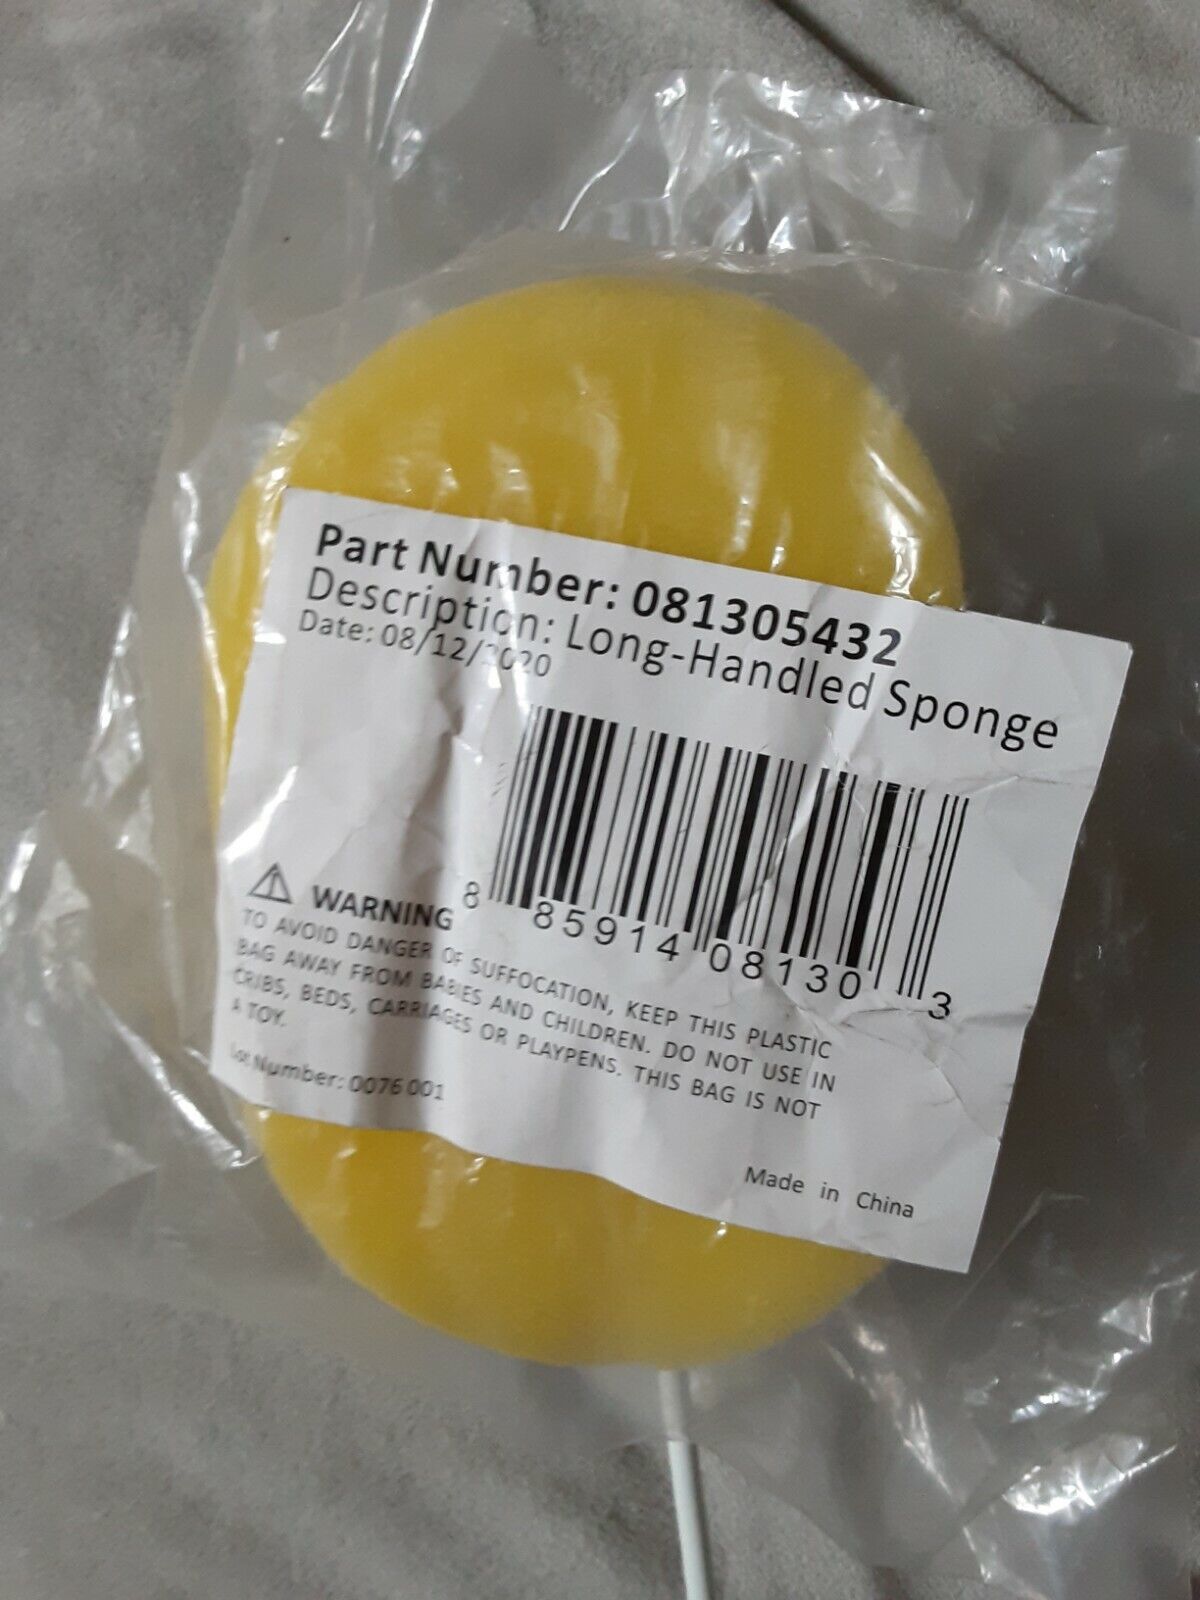 Part Number: 081305432
Description: Long-Handled Sponge
Date: 08/12/2020
8 85914 08130 3
WARNING
TO AVOID DANGER OF SUFFOCATION, KEEP THIS PLASTIC
BAG AWAY FROM BABIES AND CHILDREN. DO NOT USE IN
CRIBS, BEDS, CARRIAGES OR PLAYPENS. THIS BAG IS NOT
A TOY.
Lot Number: 0076 001
Made in China